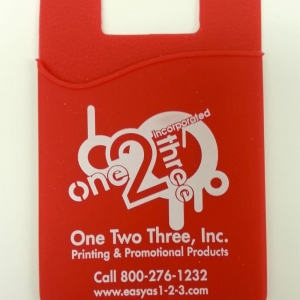 incorporated
one 2 three
One Two Three, Inc.
Printing & Promotional Products
Call 800-276-1232
www.easyas1-2-3.com